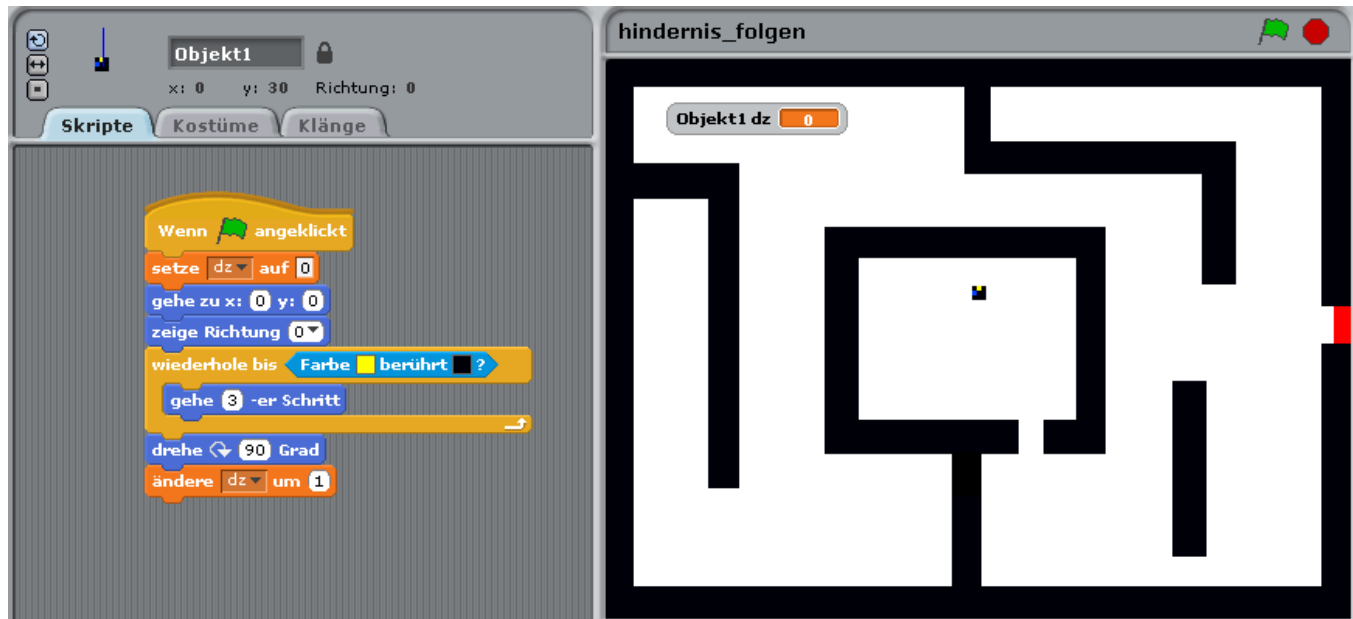 Objekt1
x: 0 y: 30 Richtung: 0
Skripte Kostüme Klänge
Wenn angeklickt
setze dz auf 0
gehe zu x: 0 y: 0
zeige Richtung 0
wiederhole bis Farbe berührt ?
gehe 3 -er Schritt
drehe 90 Grad
ändere dz um 1
hindernis_folgen
Objekt1 dz 0